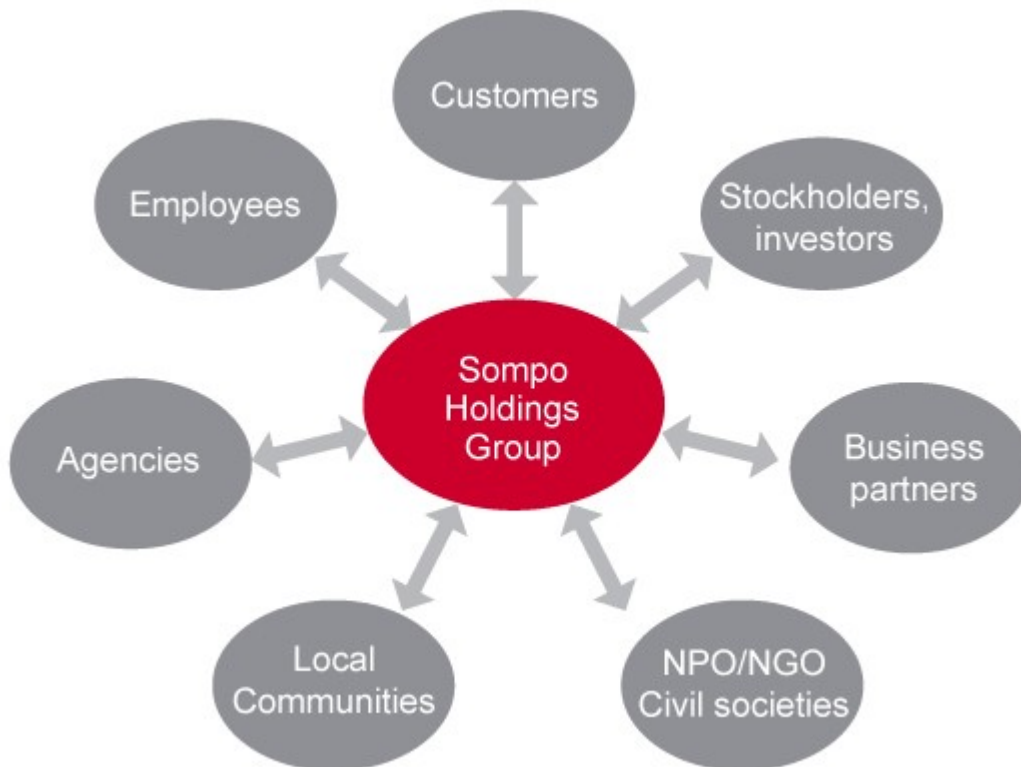 Customers
Employees
Stockholders,
investors
Sompo
Holdings
Group
Agencies
Business
partners
Local
Communities
NPO/NGO
Civil societies